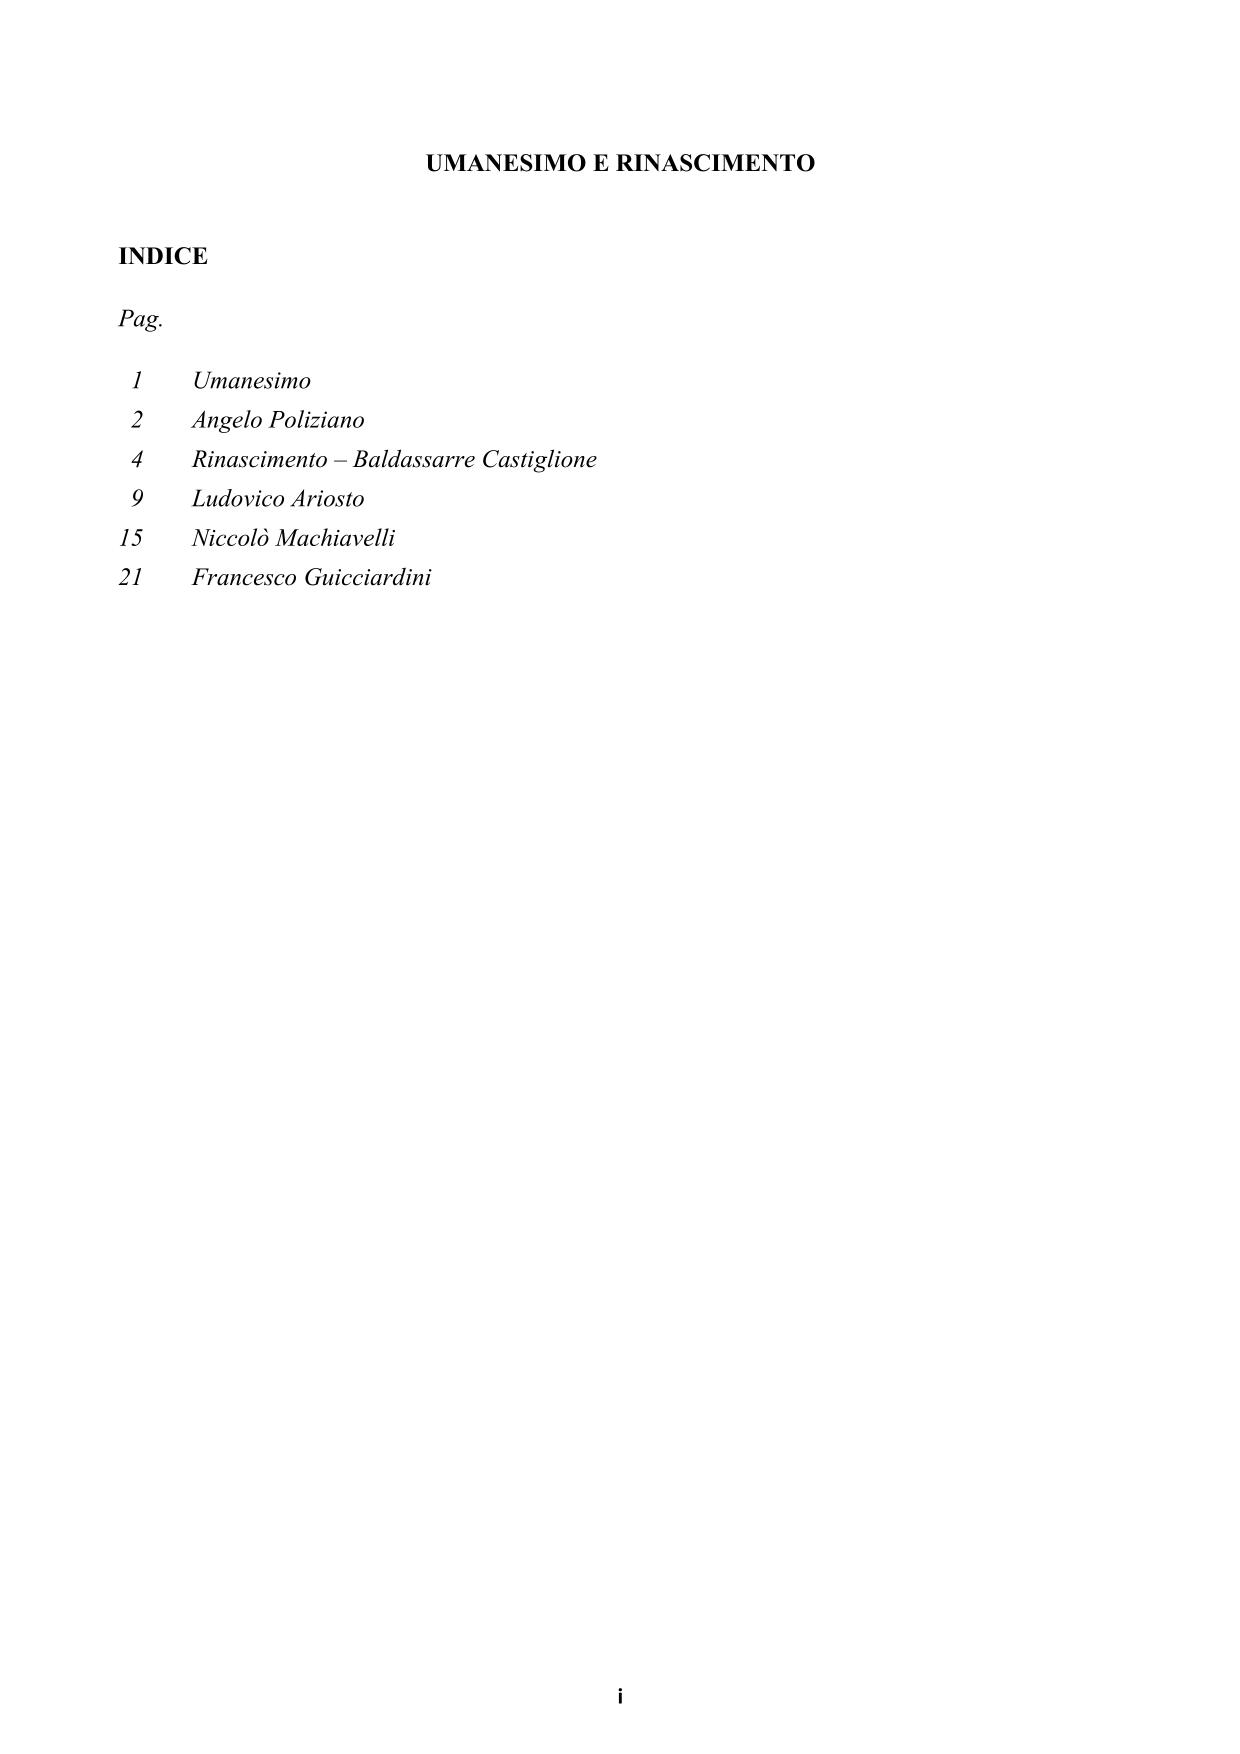 UMANESIMO E RINASCIMENTO
INDICE
Pag.
1 Umanesimo
2 Angelo Poliziano
4 Rinascimento – Baldassarre Castiglione
9 Ludovico Ariosto
15 Niccolò Machiavelli
21 Francesco Guicciardini
i